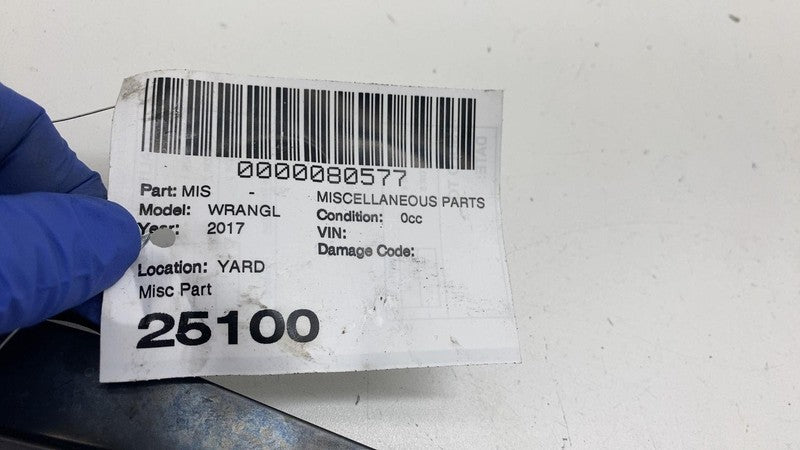 0000080577
Part: MIS - MISCELLANEOUS PARTS
Model: WRANGL Condition: 0cc
Year: 2017 VIN:
Damage Code:
Location: YARD
Misc Part
25100